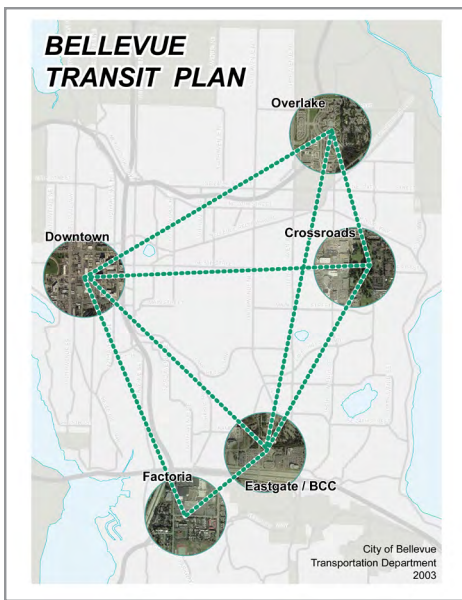 BELLEVUE
TRANSIT PLAN
Overlake
Crossroads
Downtown
Eastgate / BCC
Factoria
City of Bellevue
Transportation Department
2003